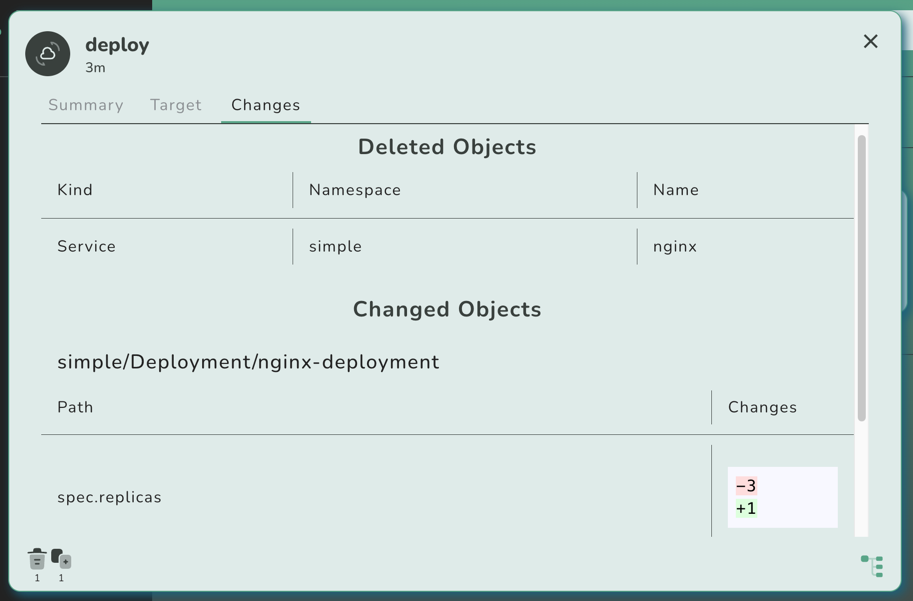 deploy
3m
Summary Target Changes
Deleted Objects
Kind Namespace Name
Service simple nginx
Changed Objects
simple/Deployment/nginx-deployment
Path Changes
spec.replicas
−3
+1
1 1